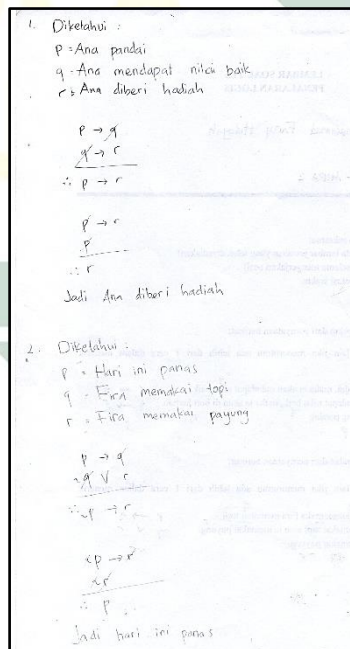 1. Diketahui :
p = Ana pandai
q = Ana mendapat nilai baik
r = Ana diberi hadiah
p → q
q → r
∴ p → r
p → r
p
∴ r
Jadi Ana diberi hadiah
2. Diketahui :
p = Hari ini panas
q = Fira memakai topi
r = Fira memakai payung
p → q
~q ∨ r
∴ ~p → r
~p → r
~r
∴ p
Jadi hari ini panas